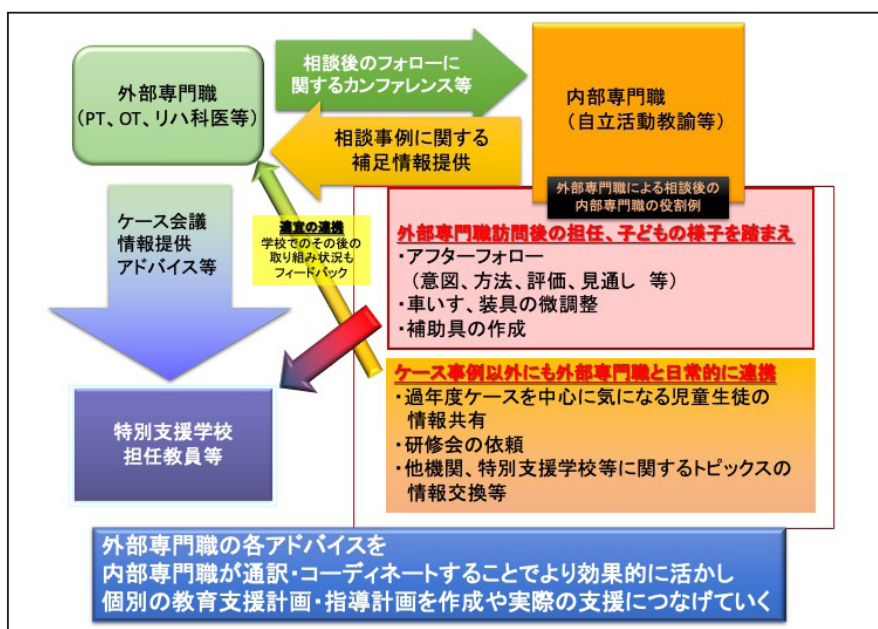 外部専門職
(PT、OT、リハ科医等)
相談後のフォローに
関するカンファレンス等
相談事例に関する
補足情報提供
内部専門職
(自立活動教諭等)
外部専門職による相談後の
内部専門職の役割例
ケース会議
情報提供
アドバイス等
適宜の連携
学校でのその後の
取り組み状況も
フィードバック
外部専門職訪問後の担任、子どもの様子を踏まえ
・アフターフォロー
(意図、方法、評価、見通し 等)
・車いす、装具の微調整
・補助具の作成
ケース事例以外にも外部専門職と日常的に連携
・過年度ケースを中心に気になる児童生徒の
情報共有
・研修会の依頼
・他機関、特別支援学校等に関するトピックスの
情報交換等
特別支援学校
担任教員等
外部専門職の各アドバイスを
内部専門職が通訳・コーディネートすることでより効果的に活かし
個別の教育支援計画・指導計画を作成や実際の支援につなげていく